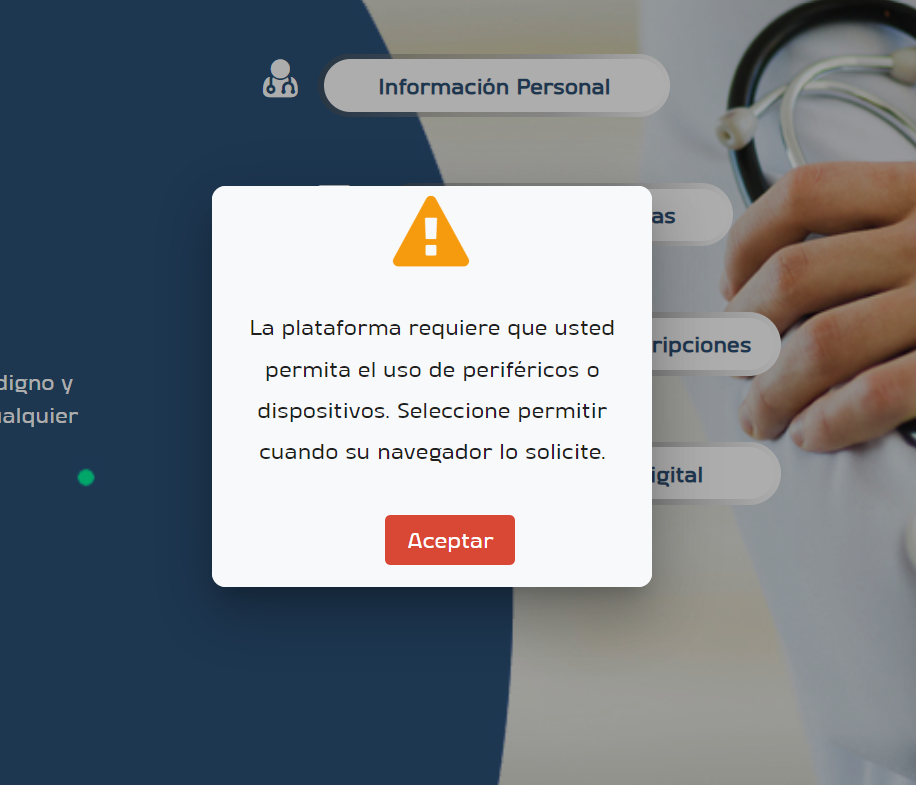 Información Personal
as
ripciones
igital
digno y
alquier
La plataforma requiere que usted
permita el uso de periféricos o
dispositivos. Seleccione permitir
cuando su navegador lo solicite.
Aceptar